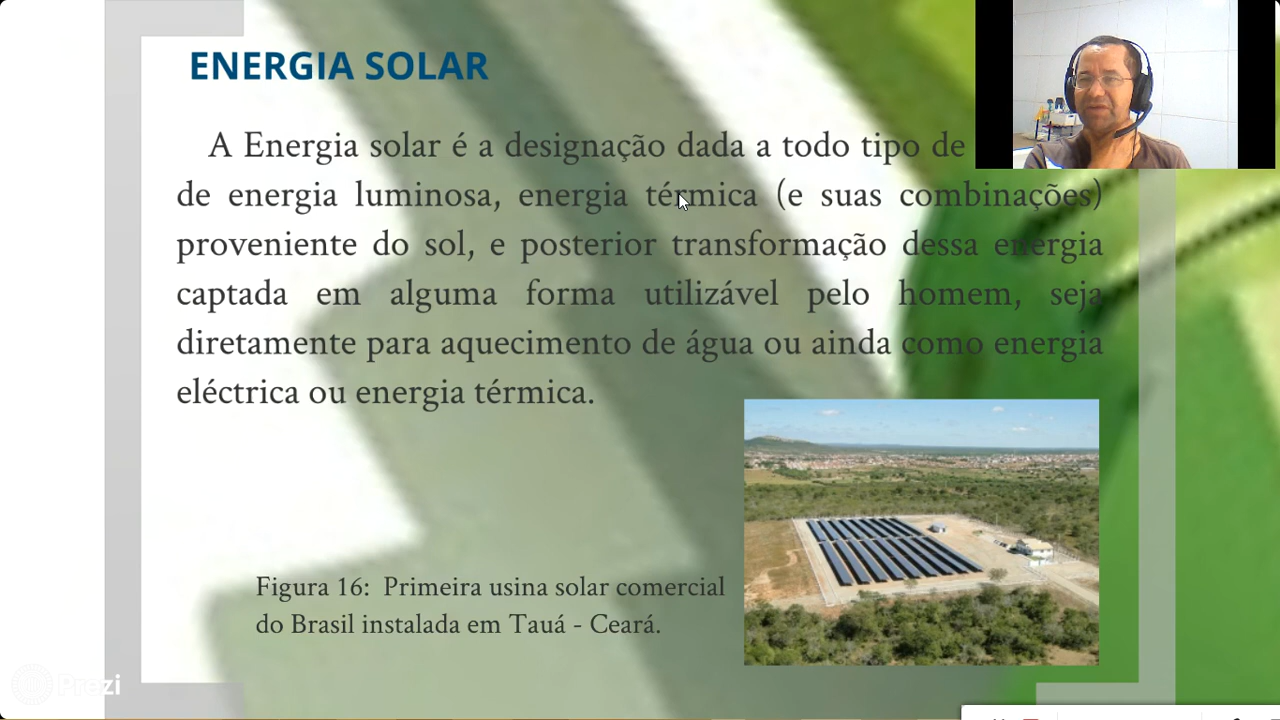 ENERGIA SOLAR
A Energia solar é a designação dada a todo tipo de
de energia luminosa, energia térmica (e suas combinações)
proveniente do sol, e posterior transformação dessa energia
captada em alguma forma utilizável pelo homem, seja
diretamente para aquecimento de água ou ainda como energia
eléctrica ou energia térmica.
Figura 16: Primeira usina solar comercial
do Brasil instalada em Tauá - Ceará.
Prezi